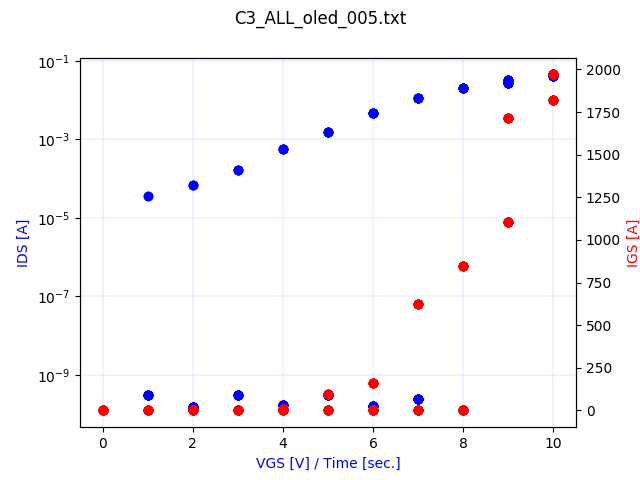 C3_ALL_oled_005.txt
10⁻¹
10⁻³
10⁻⁵
10⁻⁷
10⁻⁹
IDS [A]
2000
1750
1500
1250
1000
750
500
250
0
IGS [A]
0 2 4 6 8 10
VGS [V] / Time [sec.]